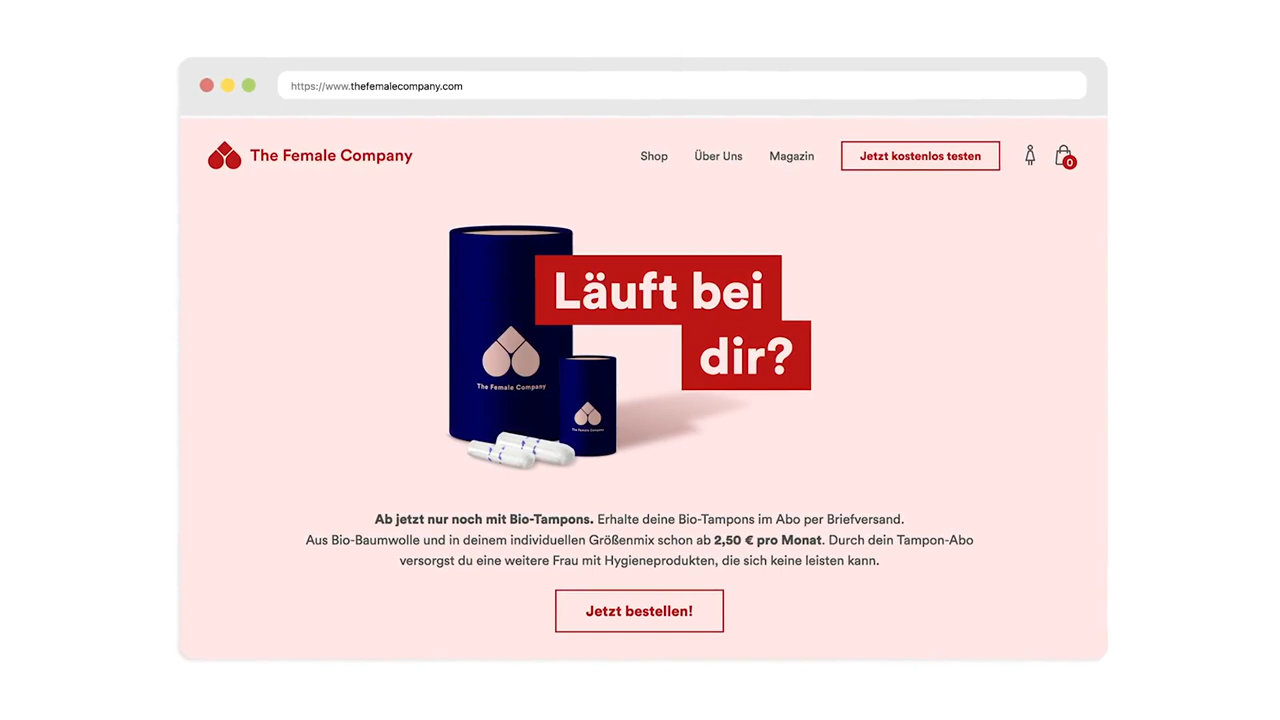 https://www.thefemalecompany.com
The Female Company
Shop
Über Uns
Magazin
Jetzt kostenlos testen
0
Läuft bei
dir?
The Female Company
The Female Company
Ab jetzt nur noch mit Bio-Tampons. Erhalte deine Bio-Tampons im Abo per Briefversand.
Aus Bio-Baumwolle und in deinem individuellen Größenmix schon ab 2,50 € pro Monat. Durch dein Tampon-Abo
versorgst du eine weitere Frau mit Hygieneprodukten, die sich keine leisten kann.
Jetzt bestellen!